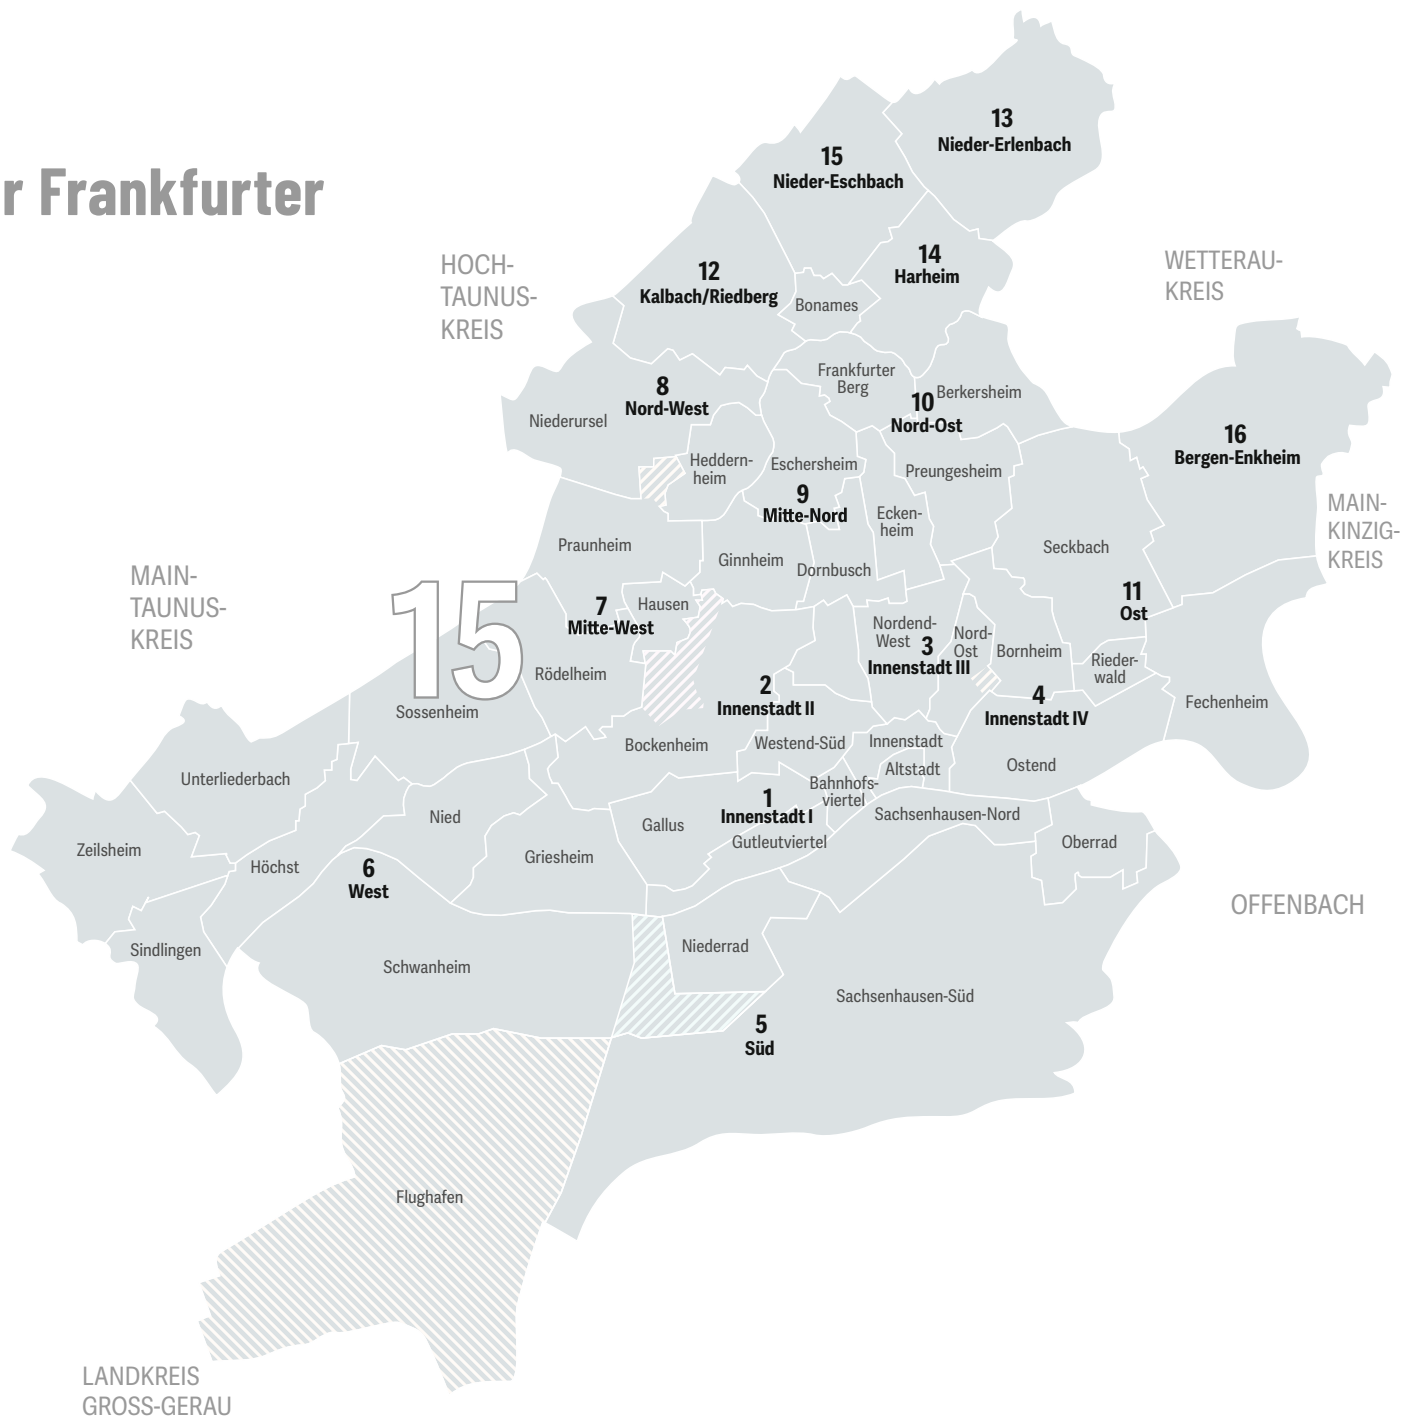 r Frankfurter
13
Nieder-Erlenbach
15
Nieder-Eschbach
HOCH-
TAUNUS-
KREIS
14
Harheim
WETTERAU-
KREIS
12
Kalbach/Riedberg
Bonames
Frankfurter
Berg
8
Nord-West
Niederursel
10
Nord-Ost
Berkersheim
16
Bergen-Enkheim
Heddern-
heim
Eschersheim
Preungesheim
9
Mitte-Nord
Ecken-
heim
MAIN-
KINZIG-
KREIS
Praunheim
Ginnheim
Dornbusch
Seckbach
MAIN-
TAUNUS-
KREIS
15
7
Mitte-West
Hausen
11
Ost
Nordend-
West
3
Innenstadt III
Nord-
Ost
Bornheim
Rieder-
wald
Rödelheim
2
Innenstadt II
4
Innenstadt IV
Fechenheim
Sossenheim
Bockenheim
Westend-Süd
Innenstadt
Altstadt
Ostend
Unterliederbach
Bahnhofs-
viertel
1
Innenstadt I
Nied
Gallus
Gutleutviertel
Sachsenhausen-Nord
Oberrad
Zeilsheim
Höchst
6
West
Griesheim
OFFENBACH
Sindlingen
Schwanheim
Niederrad
Sachsenhausen-Süd
5
Süd
Flughafen
LANDKREIS
GROSS-GERAU